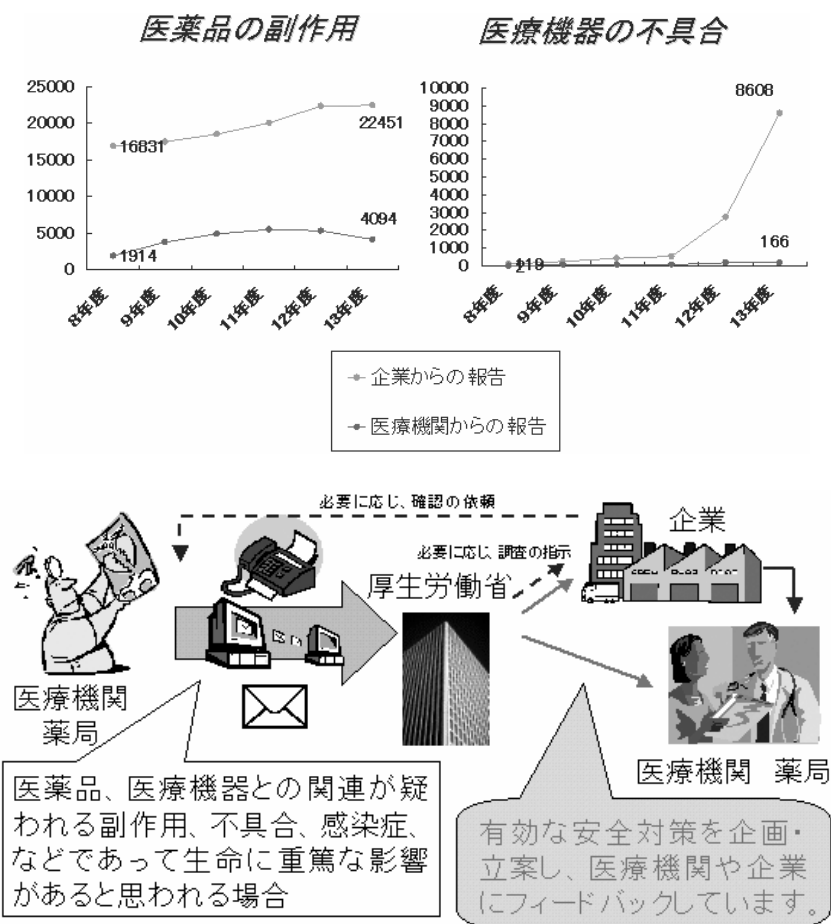 医薬品の副作用
25000
20000
15000
10000
5000
0
16831
22451
1914
4094
8年度
9年度
10年度
11年度
12年度
13年度
医療機器の不具合
10000
9000
8000
7000
6000
5000
4000
3000
2000
1000
0
8608
119
2
166
8年度
9年度
10年度
11年度
12年度
13年度
企業からの報告
医療機関からの報告
必要に応じ、確認の依頼
企業
必要に応じ、調査の指示
厚生労働省
医療機関
薬局
医療機関 薬局
医薬品、医療機器との関連が疑
われる副作用、不具合、感染症、
などであって生命に重篤な影響
があると思われる場合
有効な安全対策を企画・
立案し、医療機関や企業
にフィードバックしています。